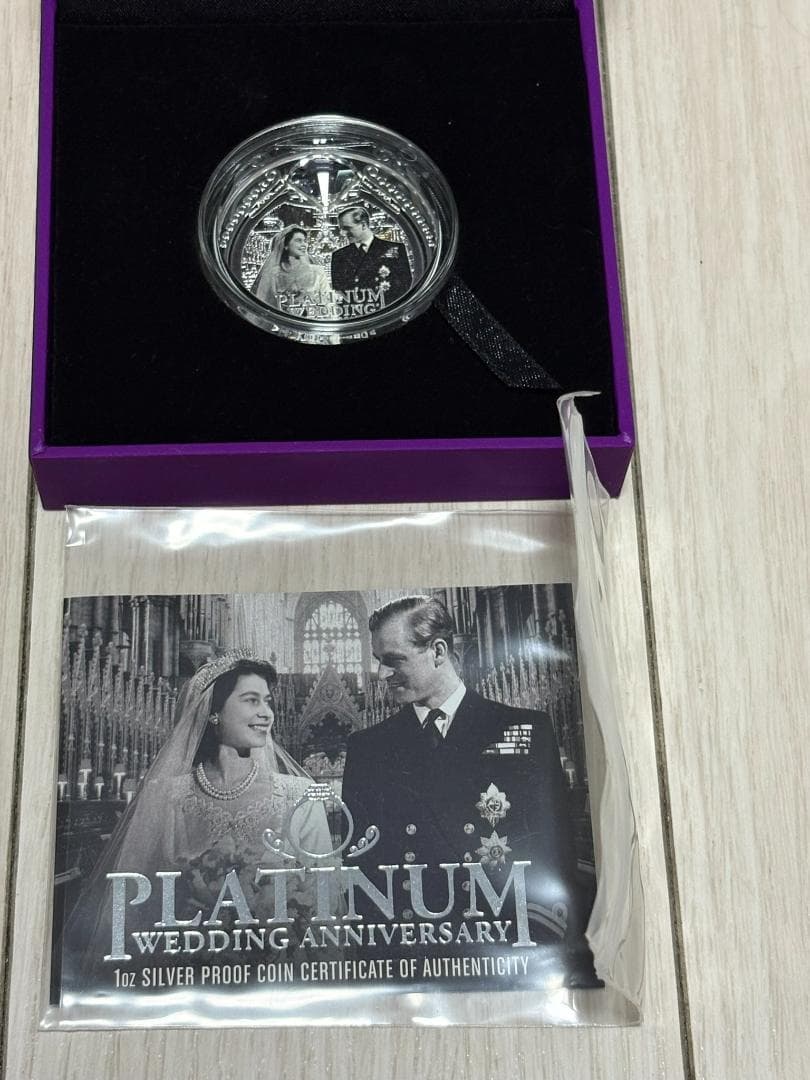 PLATINUM
WEDDING
PLATINUM
WEDDING ANNIVERSARY
1oz SILVER PROOF COIN CERTIFICATE OF AUTHENTICITY